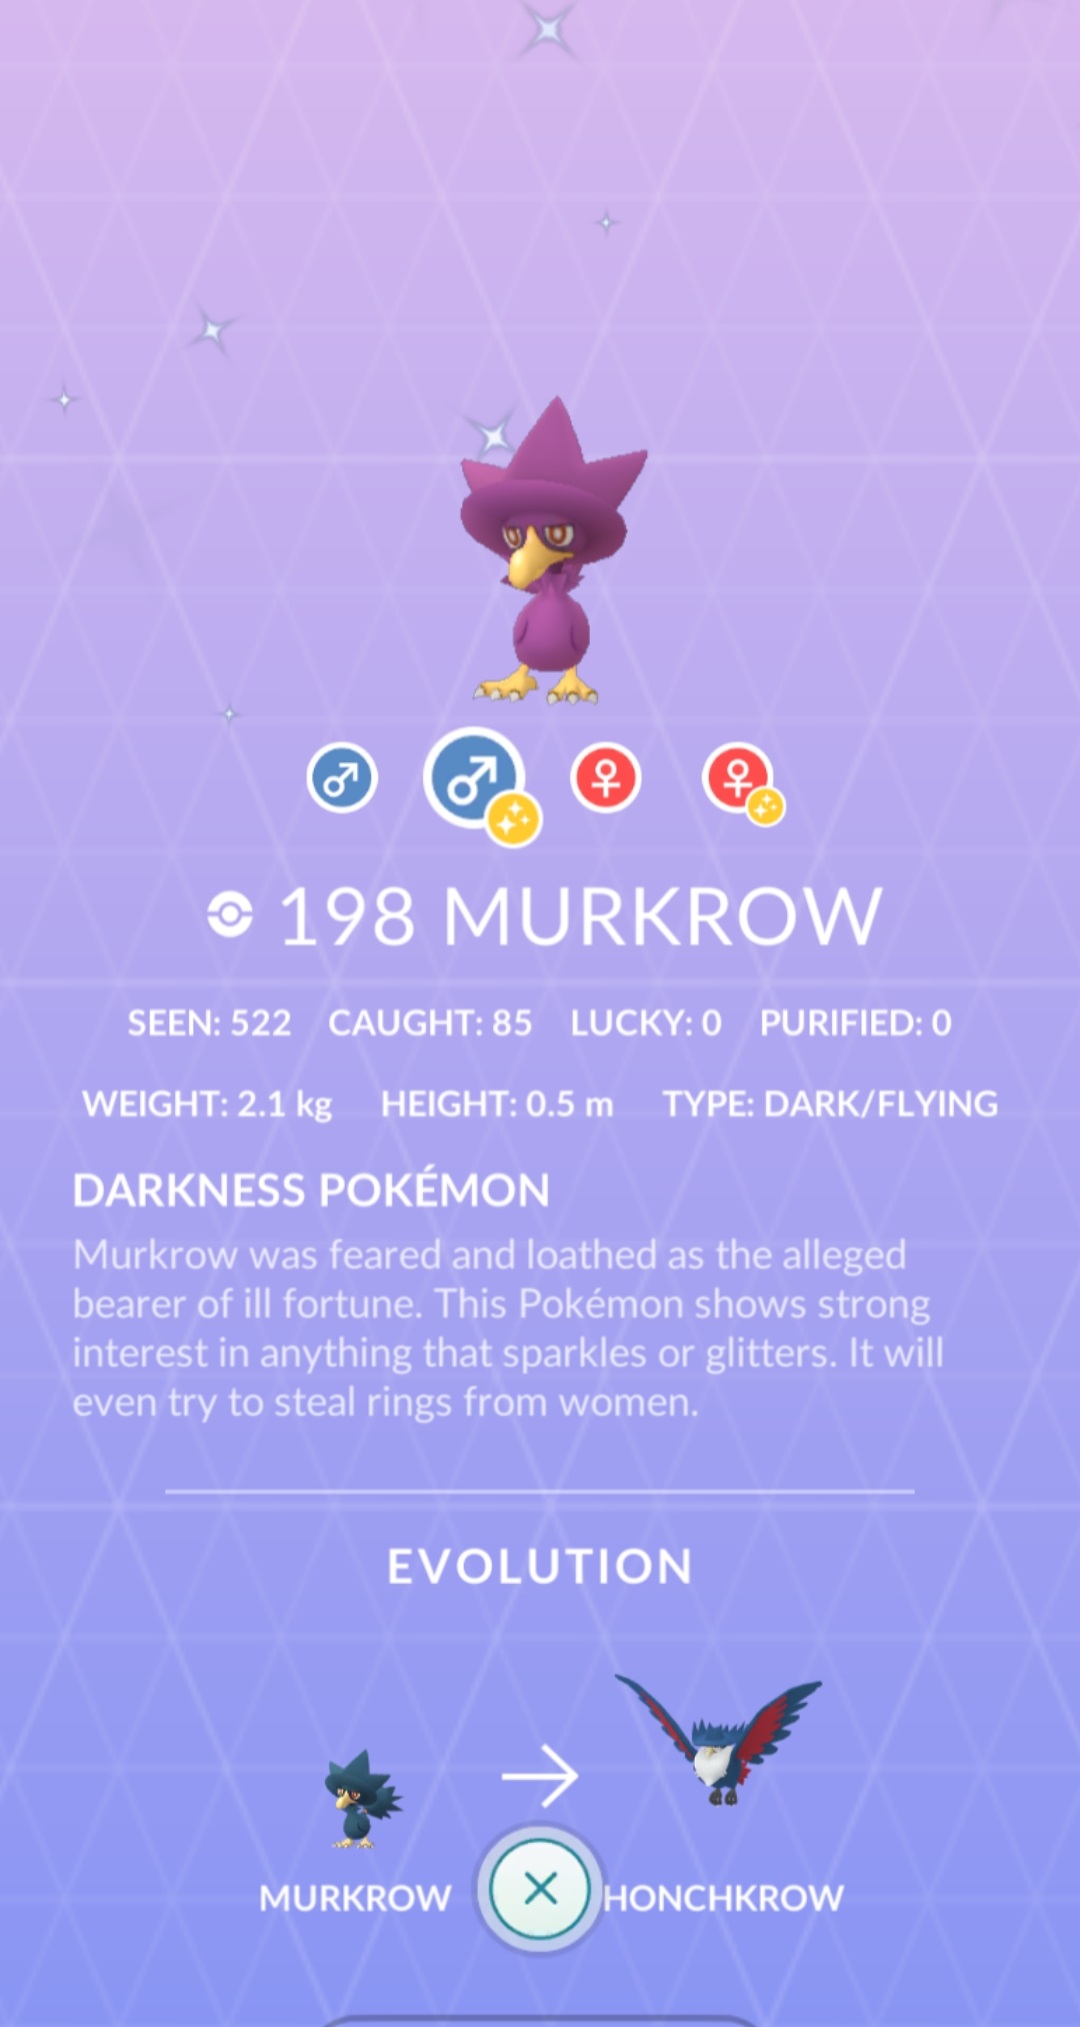 198 MURKROW
SEEN: 522 CAUGHT: 85 LUCKY: 0 PURIFIED: 0
WEIGHT: 2.1 kg HEIGHT: 0.5 m TYPE: DARK/FLYING
DARKNESS POKÉMON
Murkrow was feared and loathed as the alleged
bearer of ill fortune. This Pokémon shows strong
interest in anything that sparkles or glitters. It will
even try to steal rings from women.
EVOLUTION
MURKROW HONCHKROW